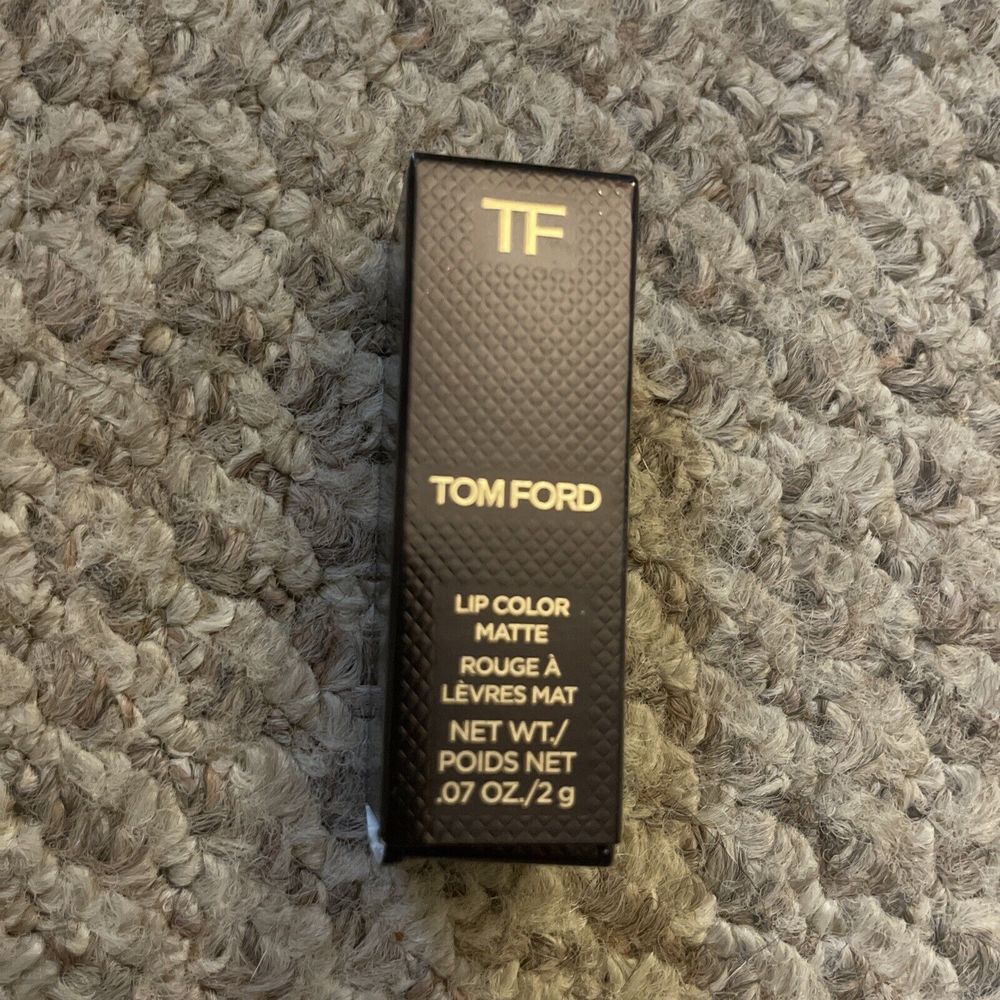 TF
TOM FORD
LIP COLOR
MATTE
ROUGE À
LÈVRES MAT
NET WT./
POIDS NET
.07 OZ./2 g